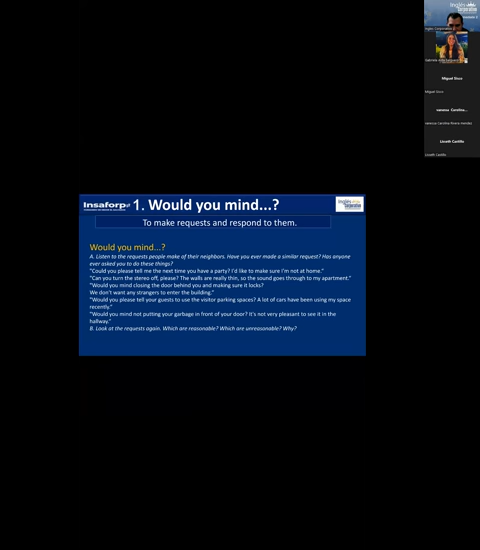 Insaforp
1. Would you mind...?
Inglés
Corporativo
To make requests and respond to them.
Would you mind...?
A. Listen to the requests people make of their neighbors. Have you ever made a similar request? Has anyone
ever asked you to do these things?
"Could you please tell me the next time you have a party? I'd like to make sure I'm not at home."
"Can you turn the stereo off, please? The walls are really thin, so the sound goes through to my apartment."
"Would you mind closing the door behind you and making sure it locks?
We don't want any strangers to enter the building."
"Would you please tell your guests to use the visitor parking spaces? A lot of cars have been using my space
recently."
"Would you mind not putting your garbage in front of your door? It's not very pleasant to see it in the
hallway."
B. Look at the requests again. Which are reasonable? Which are unreasonable? Why?
Miguel Sisco
Miguel Sisco
vanessa Carolina...
Lizseth Castillo
Lizseth Castillo